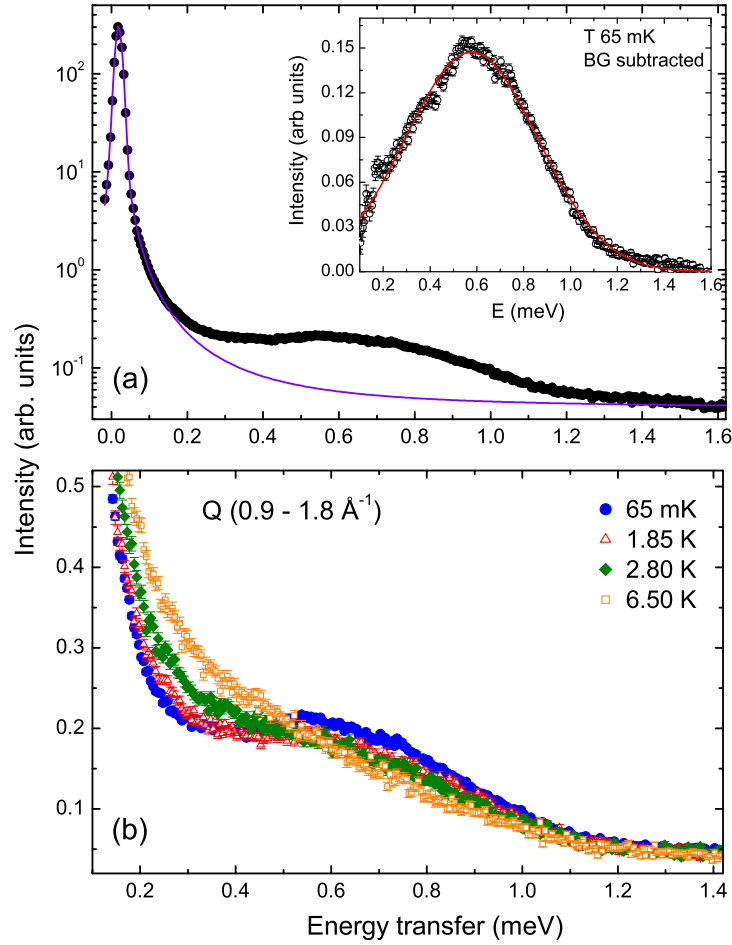 (a)
10²
10¹
10⁰
10⁻¹
0.0 0.2 0.4 0.6 0.8 1.0 1.2 1.4 1.6
T 65 mK
BG subtracted
0.15
0.12
0.09
0.06
0.03
0.00
Intensity (arb units)
0.2 0.4 0.6 0.8 1.0 1.2 1.4 1.6
E (meV)
Intensity (arb. units)
Q (0.9 - 1.8 Å⁻¹)
65 mK
1.85 K
2.80 K
6.50 K
0.5
0.4
0.3
0.2
0.1
(b)
0.2 0.4 0.6 0.8 1.0 1.2 1.4
Energy transfer (meV)